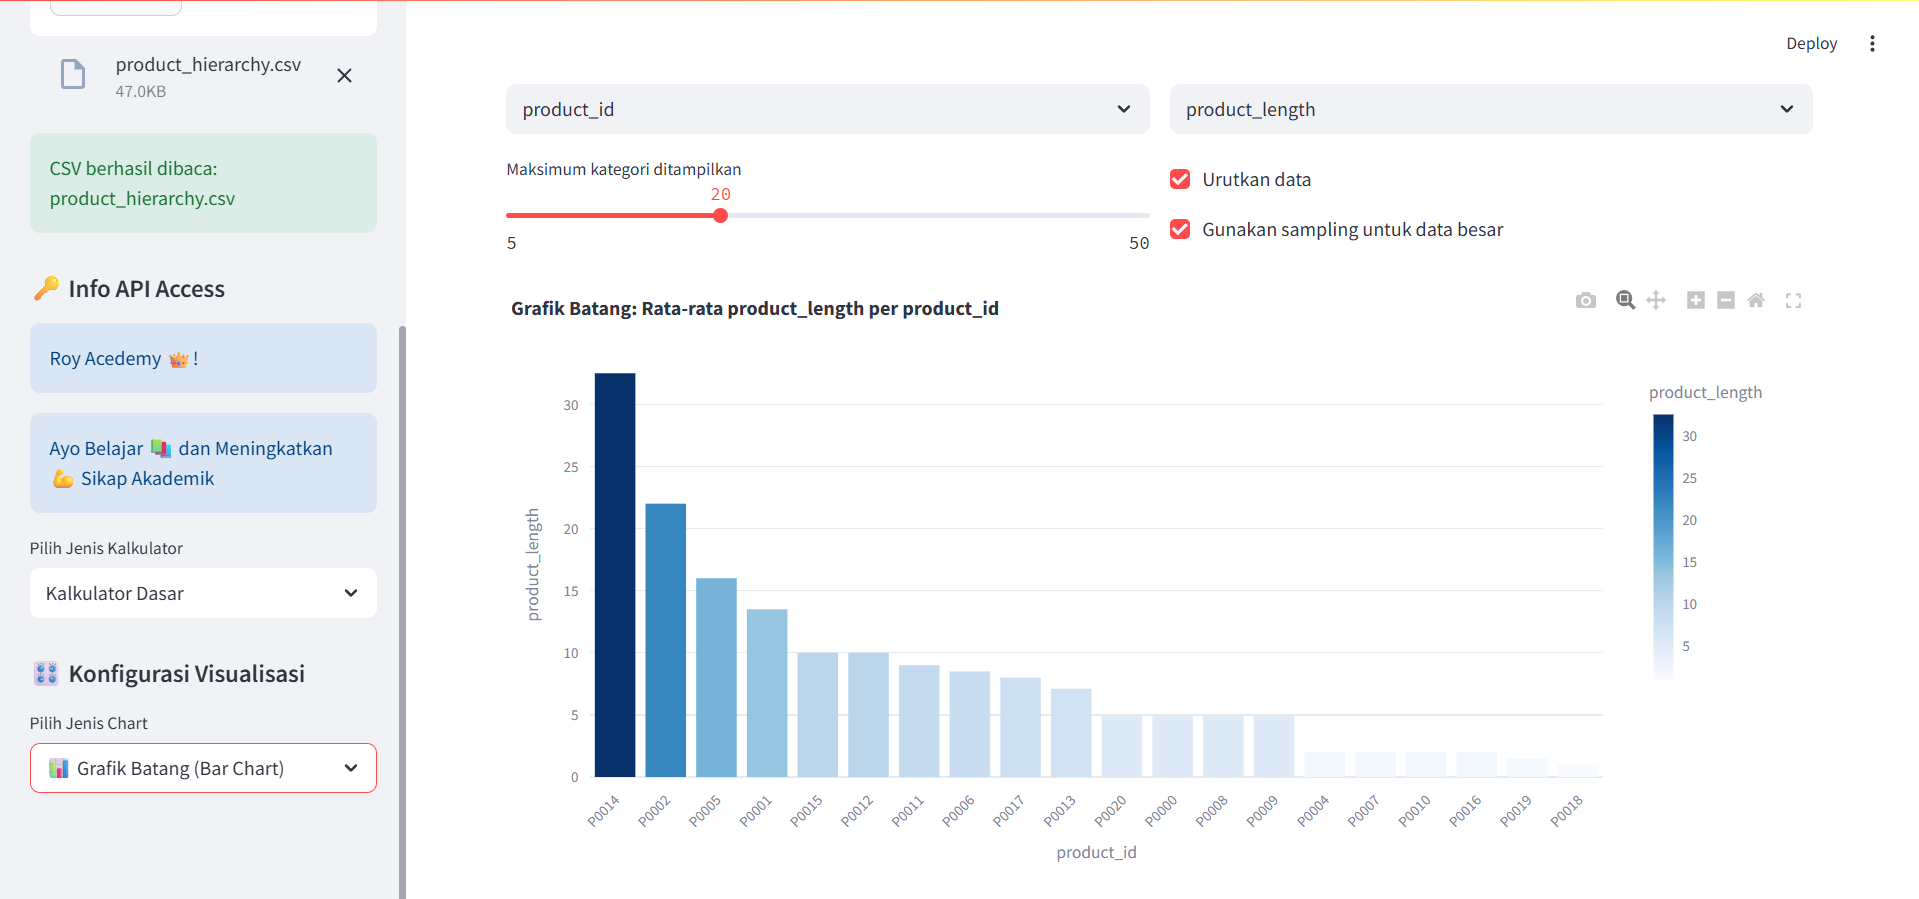 product_hierarchy.csv
47.0KB
CSV berhasil dibaca:
product_hierarchy.csv
Info API Access
Roy Acedemy !
Ayo Belajar dan Meningkatkan
Sikap Akademik
Pilih Jenis Kalkulator
Kalkulator Dasar
Konfigurasi Visualisasi
Pilih Jenis Chart
Grafik Batang (Bar Chart)
Deploy
product_id
product_length
Maksimum kategori ditampilkan
20
5
50
Urutkan data
Gunakan sampling untuk data besar
Grafik Batang: Rata-rata product_length per product_id
product_length
30
25
20
15
10
5
0
P0014
P0002
P0005
P0001
P0015
P0012
P0011
P0006
P0017
P0013
P0020
P0000
P0008
P0009
P0004
P0007
P0010
P0016
P0019
P0018
product_id
product_length
30
25
20
15
10
5